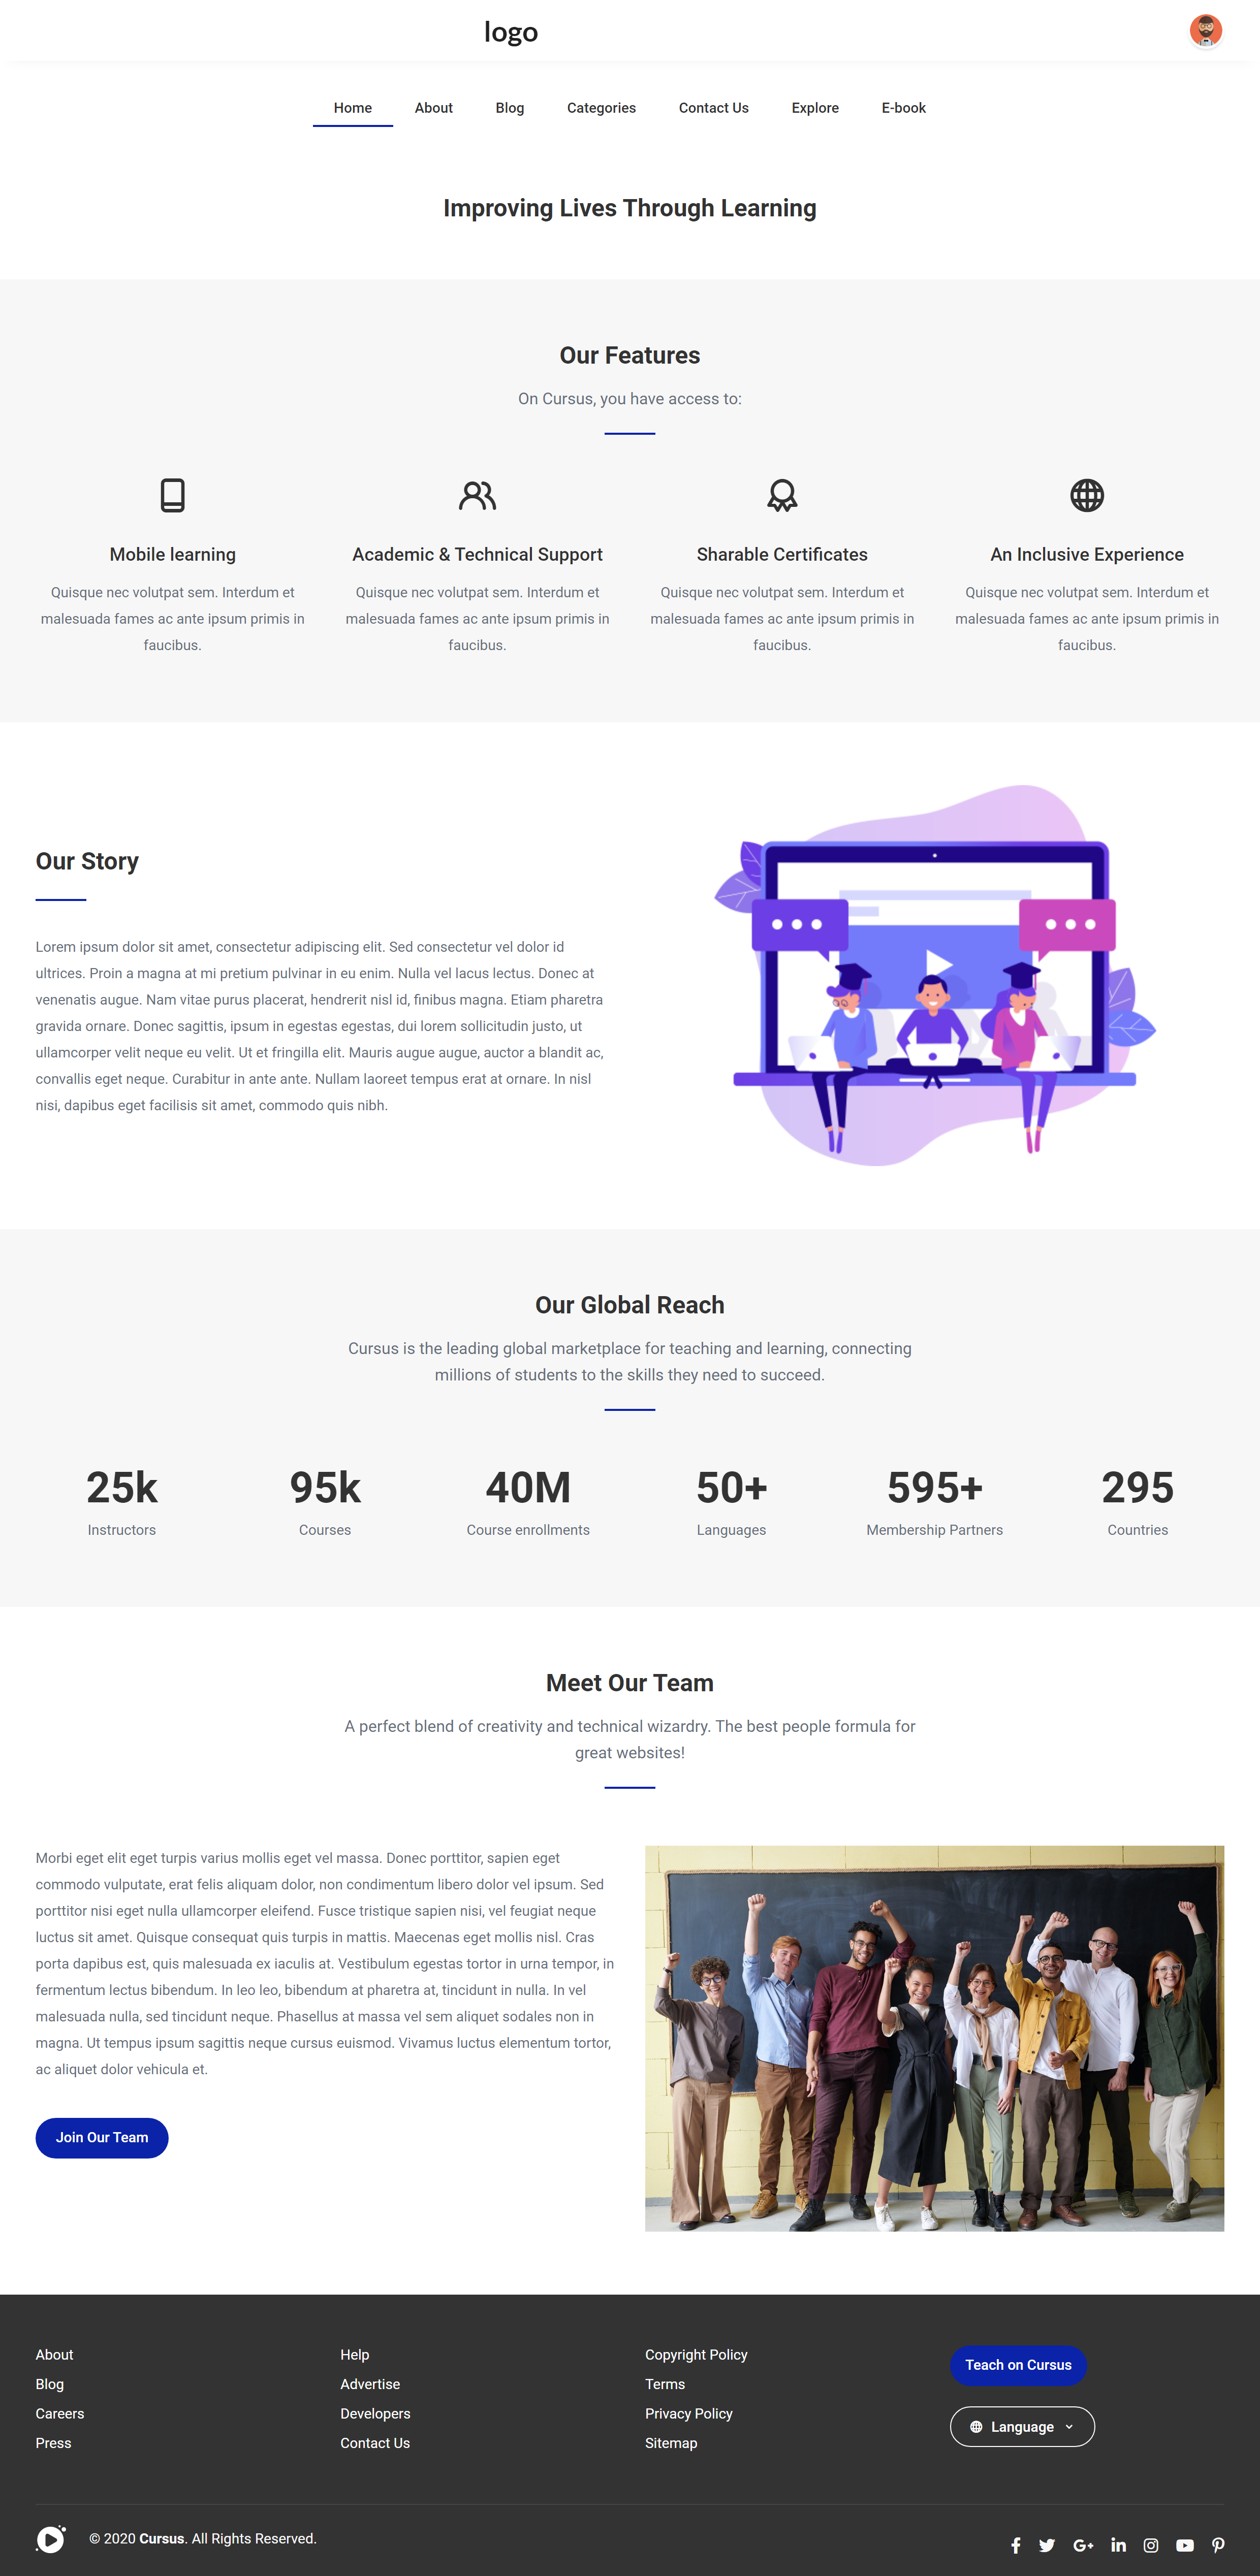 logo
Home About Blog Categories Contact Us Explore E-book
Improving Lives Through Learning
Our Features
On Cursus, you have access to:
Mobile learning
Quisque nec volutpat sem. Interdum et
malesuada fames ac ante ipsum primis in
faucibus.
Academic & Technical Support
Quisque nec volutpat sem. Interdum et
malesuada fames ac ante ipsum primis in
faucibus.
Sharable Certificates
Quisque nec volutpat sem. Interdum et
malesuada fames ac ante ipsum primis in
faucibus.
An Inclusive Experience
Quisque nec volutpat sem. Interdum et
malesuada fames ac ante ipsum primis in
faucibus.
Our Story
Lorem ipsum dolor sit amet, consectetur adipiscing elit. Sed consectetur vel dolor id
ultrices. Proin a magna at mi pretium pulvinar in eu enim. Nulla vel lacus lectus. Donec at
venenatis augue. Nam vitae purus placerat, hendrerit nisl id, finibus magna. Etiam pharetra
gravida ornare. Donec sagittis, ipsum in egestas egestas, dui lorem sollicitudin justo, ut
ullamcorper velit neque eu velit. Ut et fringilla elit. Mauris augue augue, auctor a blandit ac,
convallis eget neque. Curabitur in ante ante. Nullam laoreet tempus erat at ornare. In nisl
nisi, dapibus eget facilisis sit amet, commodo quis nibh.
Our Global Reach
Cursus is the leading global marketplace for teaching and learning, connecting
millions of students to the skills they need to succeed.
25k
Instructors
95k
Courses
40M
Course enrollments
50+
Languages
595+
Membership Partners
295
Countries
Meet Our Team
A perfect blend of creativity and technical wizardry. The best people formula for
great websites!
Morbi eget elit eget turpis varius mollis eget vel massa. Donec porttitor, sapien eget
commodo vulputate, erat felis aliquam dolor, non condimentum libero dolor vel ipsum. Sed
porttitor nisi eget nulla ullamcorper eleifend. Fusce tristique sapien nisi, vel feugiat neque
luctus sit amet. Quisque consequat quis turpis in mattis. Maecenas eget mollis nisl. Cras
porta dapibus est, quis malesuada ex iaculis at. Vestibulum egestas tortor in urna tempor, in
fermentum lectus bibendum. In leo leo, bibendum at pharetra at, tincidunt in nulla. In vel
malesuada nulla, sed tincidunt neque. Phasellus at massa vel sem aliquet sodales non in
magna. Ut tempus ipsum sagittis neque cursus euismod. Vivamus luctus elementum tortor,
ac aliquet dolor vehicula et.
Join Our Team
About
Blog
Careers
Press
Help
Advertise
Developers
Contact Us
Copyright Policy
Terms
Privacy Policy
Sitemap
Teach on Cursus
Language
© 2020 Cursus. All Rights Reserved.